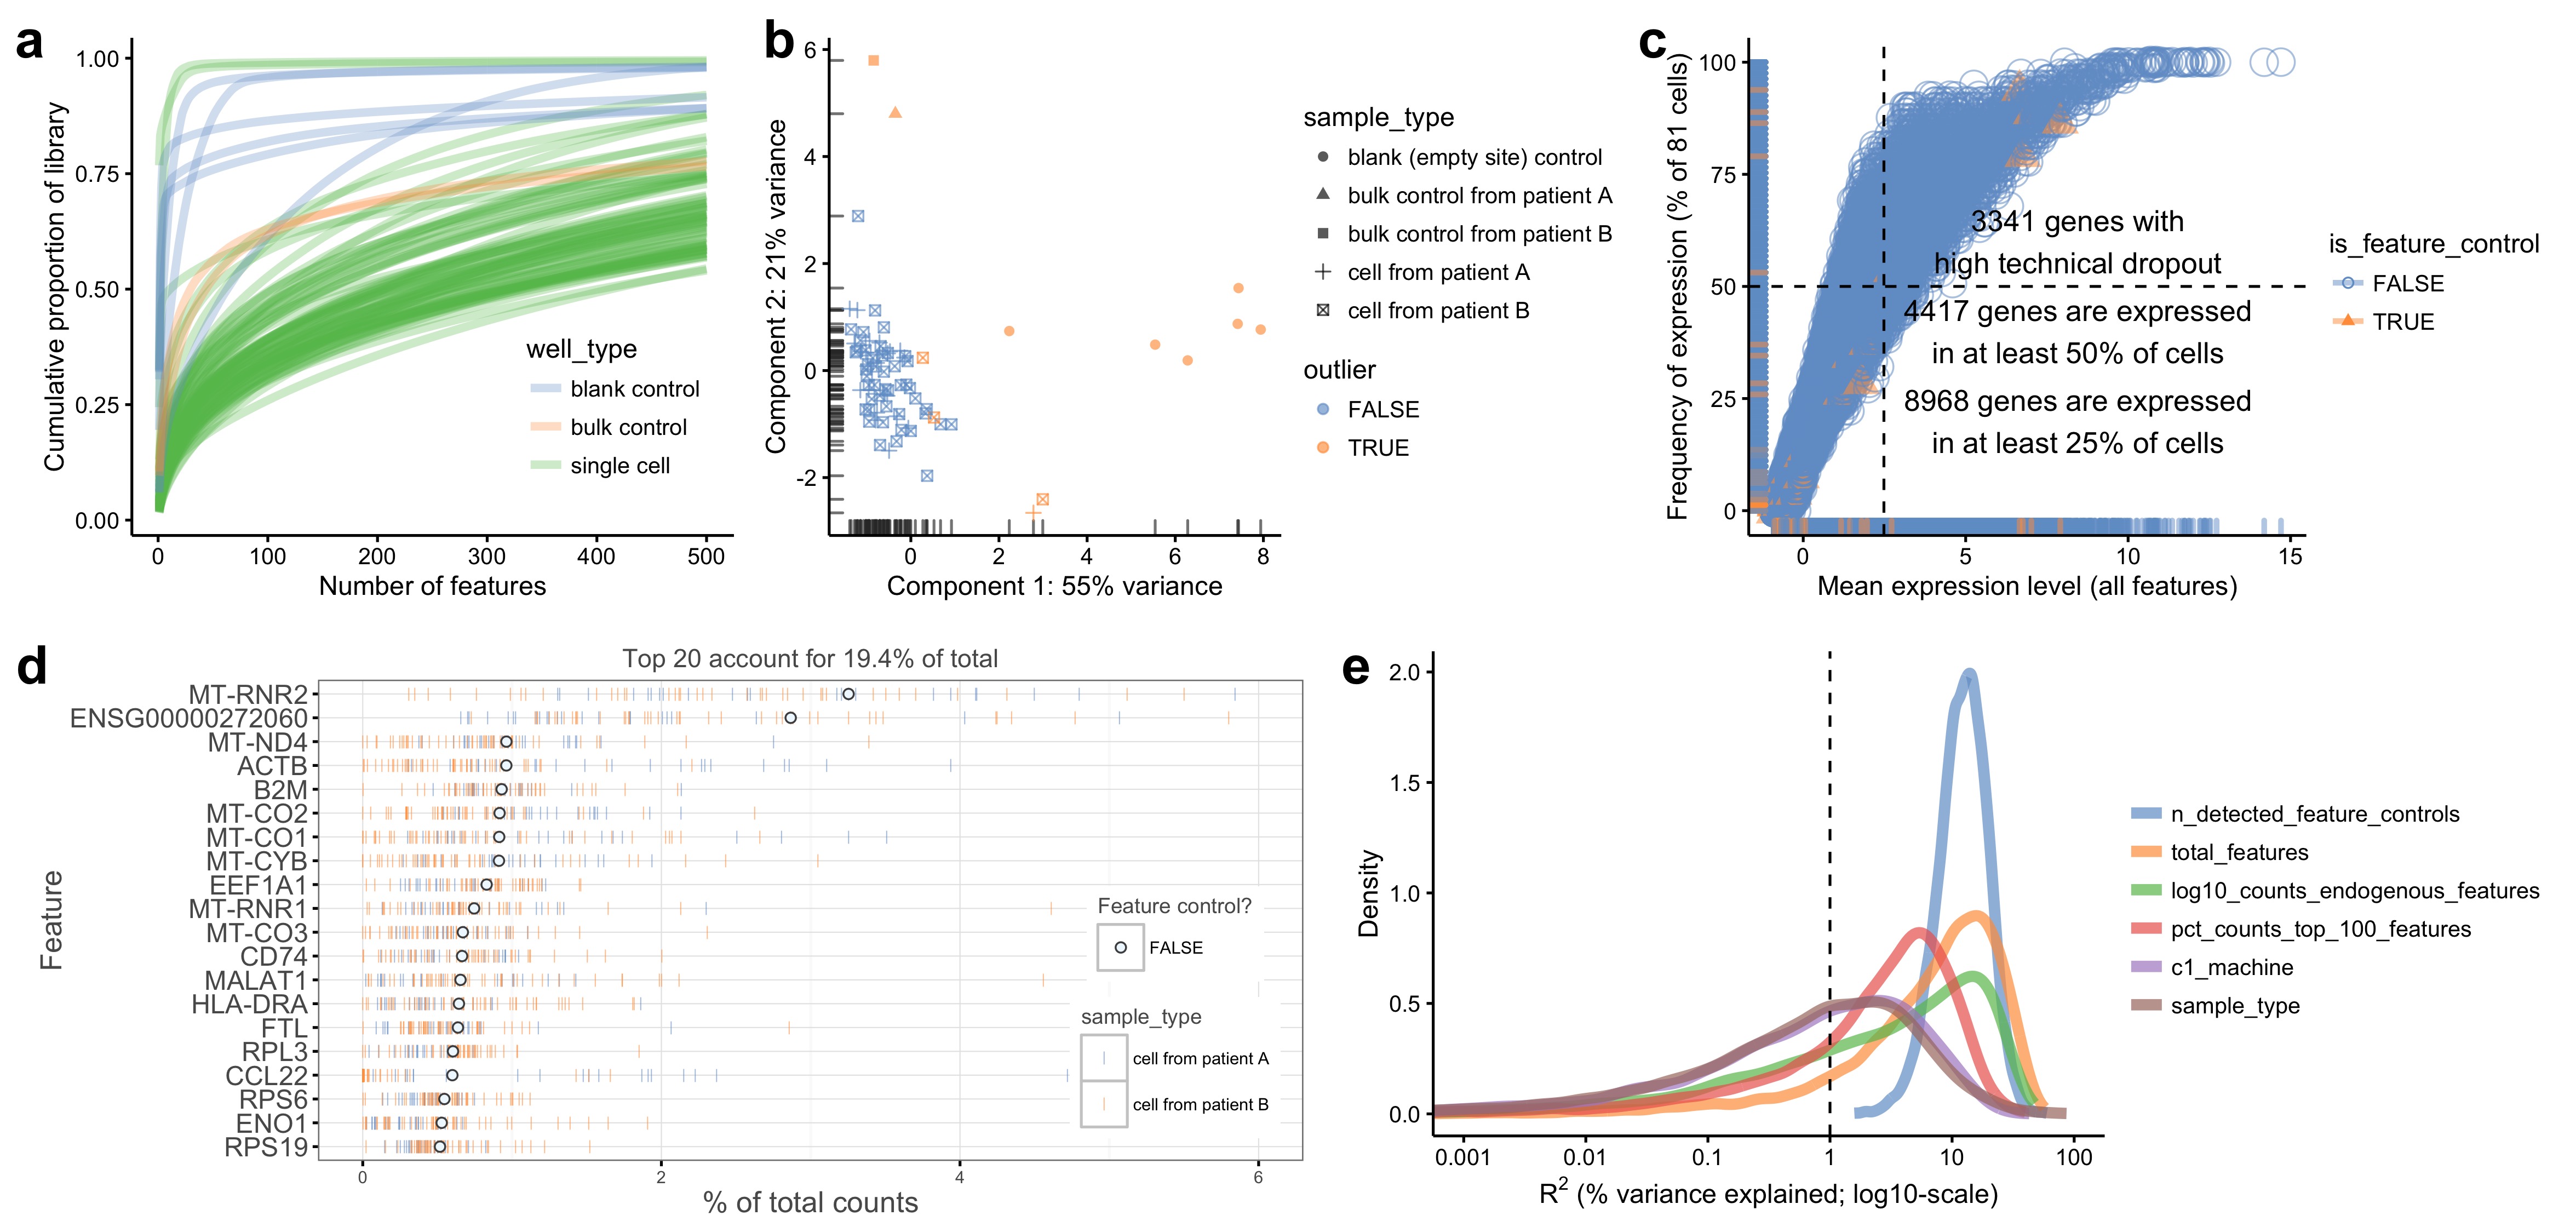 a
1.00
0.75
0.50
0.25
0.00
Cumulative proportion of library
0
100
200
300
400
500
Number of features
well_type
blank control
bulk control
single cell
b
6
4
2
0
-2
Component 2: 21% variance
0
2
4
6
8
Component 1: 55% variance
sample_type
blank (empty site) control
bulk control from patient A
bulk control from patient B
cell from patient A
cell from patient B
outlier
FALSE
TRUE
c
100
75
50
25
0
Frequency of expression (% of 81 cells)
3341 genes with
high technical dropout
4417 genes are expressed
in at least 50% of cells
8968 genes are expressed
in at least 25% of cells
0
5
10
15
Mean expression level (all features)
is_feature_control
FALSE
TRUE
d
Top 20 account for 19.4% of total
MT-RNR2
ENSG00000272060
MT-ND4
ACTB
B2M
MT-CO2
MT-CO1
MT-CYB
EEF1A1
MT-RNR1
MT-CO3
CD74
MALAT1
HLA-DRA
FTL
RPL3
CCL22
RPS6
ENO1
RPS19
Feature
0
2
4
6
% of total counts
Feature control?
FALSE
sample_type
cell from patient A
cell from patient B
e
2.0
1.5
1.0
0.5
0.0
Density
0.001
0.01
0.1
1
10
100
R² (% variance explained; log10-scale)
n_detected_feature_controls
total_features
log10_counts_endogenous_features
pct_counts_top_100_features
c1_machine
sample_type